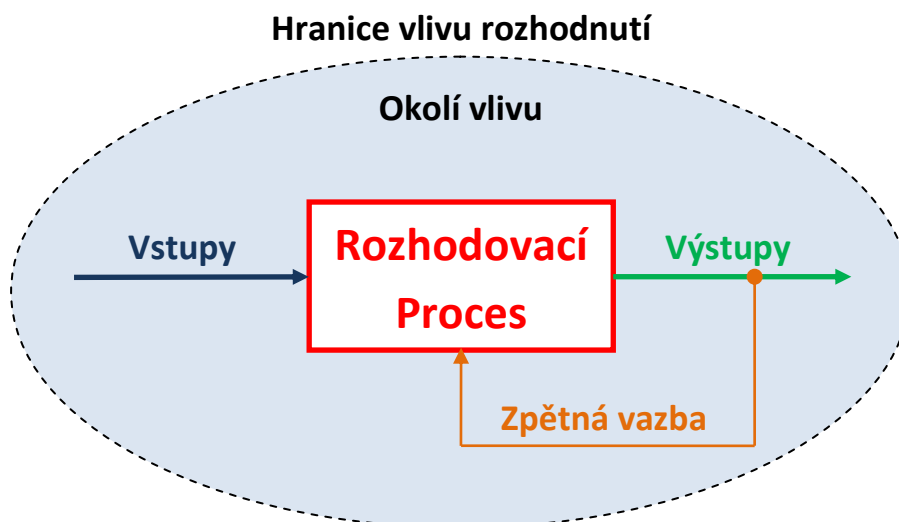 Hranice vlivu rozhodnutí
Okolí vlivu
Vstupy
Rozhodovací
Proces
Výstupy
Zpětná vazba